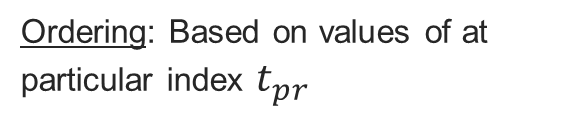 Ordering: Based on values of at
particular index t_pr